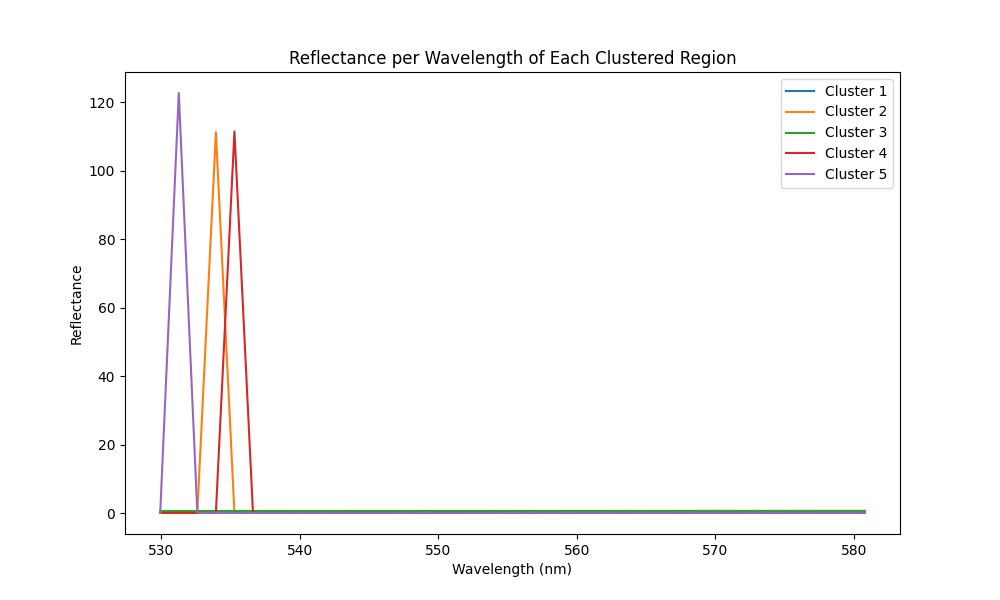 Reflectance per Wavelength of Each Clustered Region
Cluster 1
Cluster 2
Cluster 3
Cluster 4
Cluster 5
120
100
80
60
40
20
0
Reflectance
530
540
550
560
570
580
Wavelength (nm)